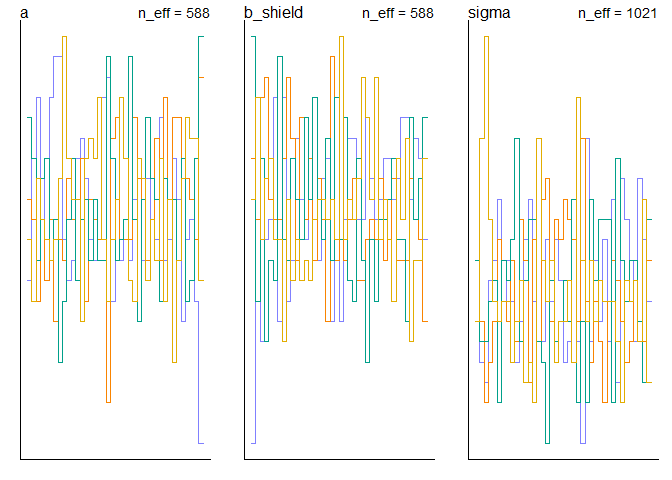 a n_eff = 588
b_shield n_eff = 588
sigma n_eff = 1021